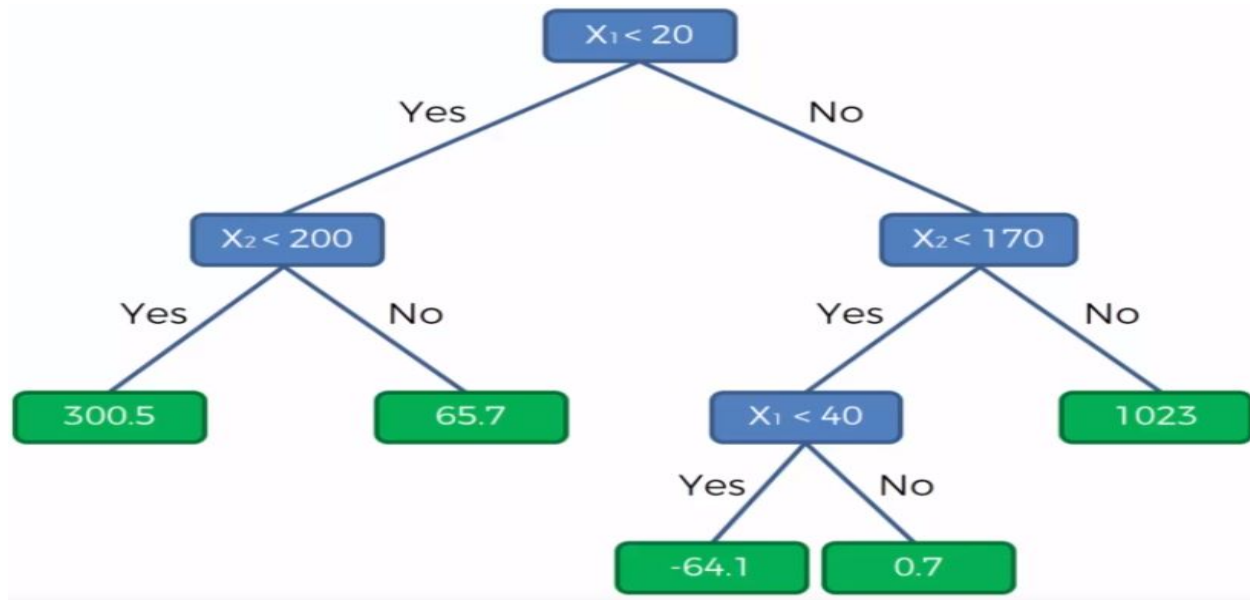 X₁ < 20
Yes
No
X₂ < 200
X₂ < 170
Yes
No
Yes
No
300.5
65.7
X₁ < 40
1023
Yes
No
-64.1
0.7